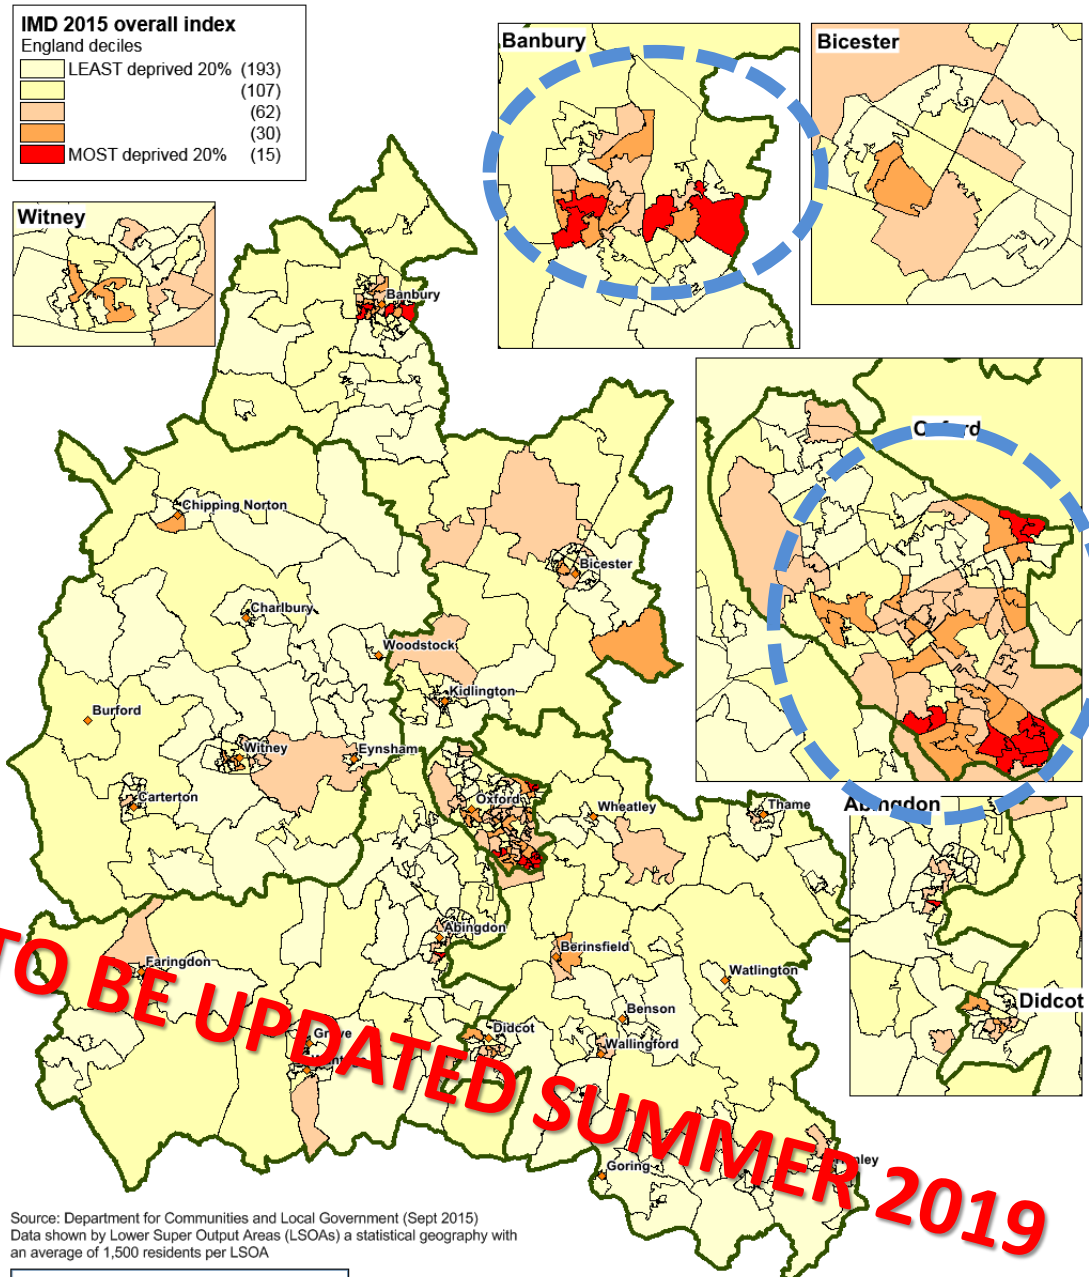 IMD 2015 overall index
England deciles
LEAST deprived 20% (193)
(107)
(62)
(30)
MOST deprived 20% (15)
Banbury
Bicester
Witney
Banbury
Oxford
Chipping Norton
Bicester
Charlbury
Woodstock
Kidlington
Burford
Witney
Eynsham
Carterton
Oxford
Wheatley
Thame
Abingdon
Abingdon
Berinsfield
Faringdon
Watlington
Didcot
Benson
Grove
Didcot
Wallingford
TO BE UPDATED SUMMER 2019
Goring
Source: Department for Communities and Local Government (Sept 2015)
Data shown by Lower Super Output Areas (LSOAs) a statistical geography with
an average of 1,500 residents per LSOA